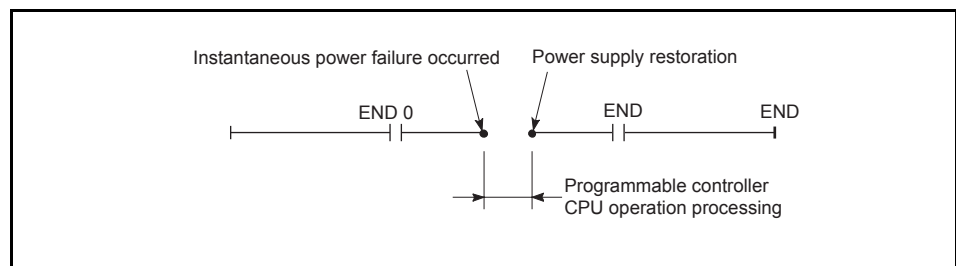 Instantaneous power failure occurred
Power supply restoration
END 0
END
END
Programmable controller
CPU operation processing